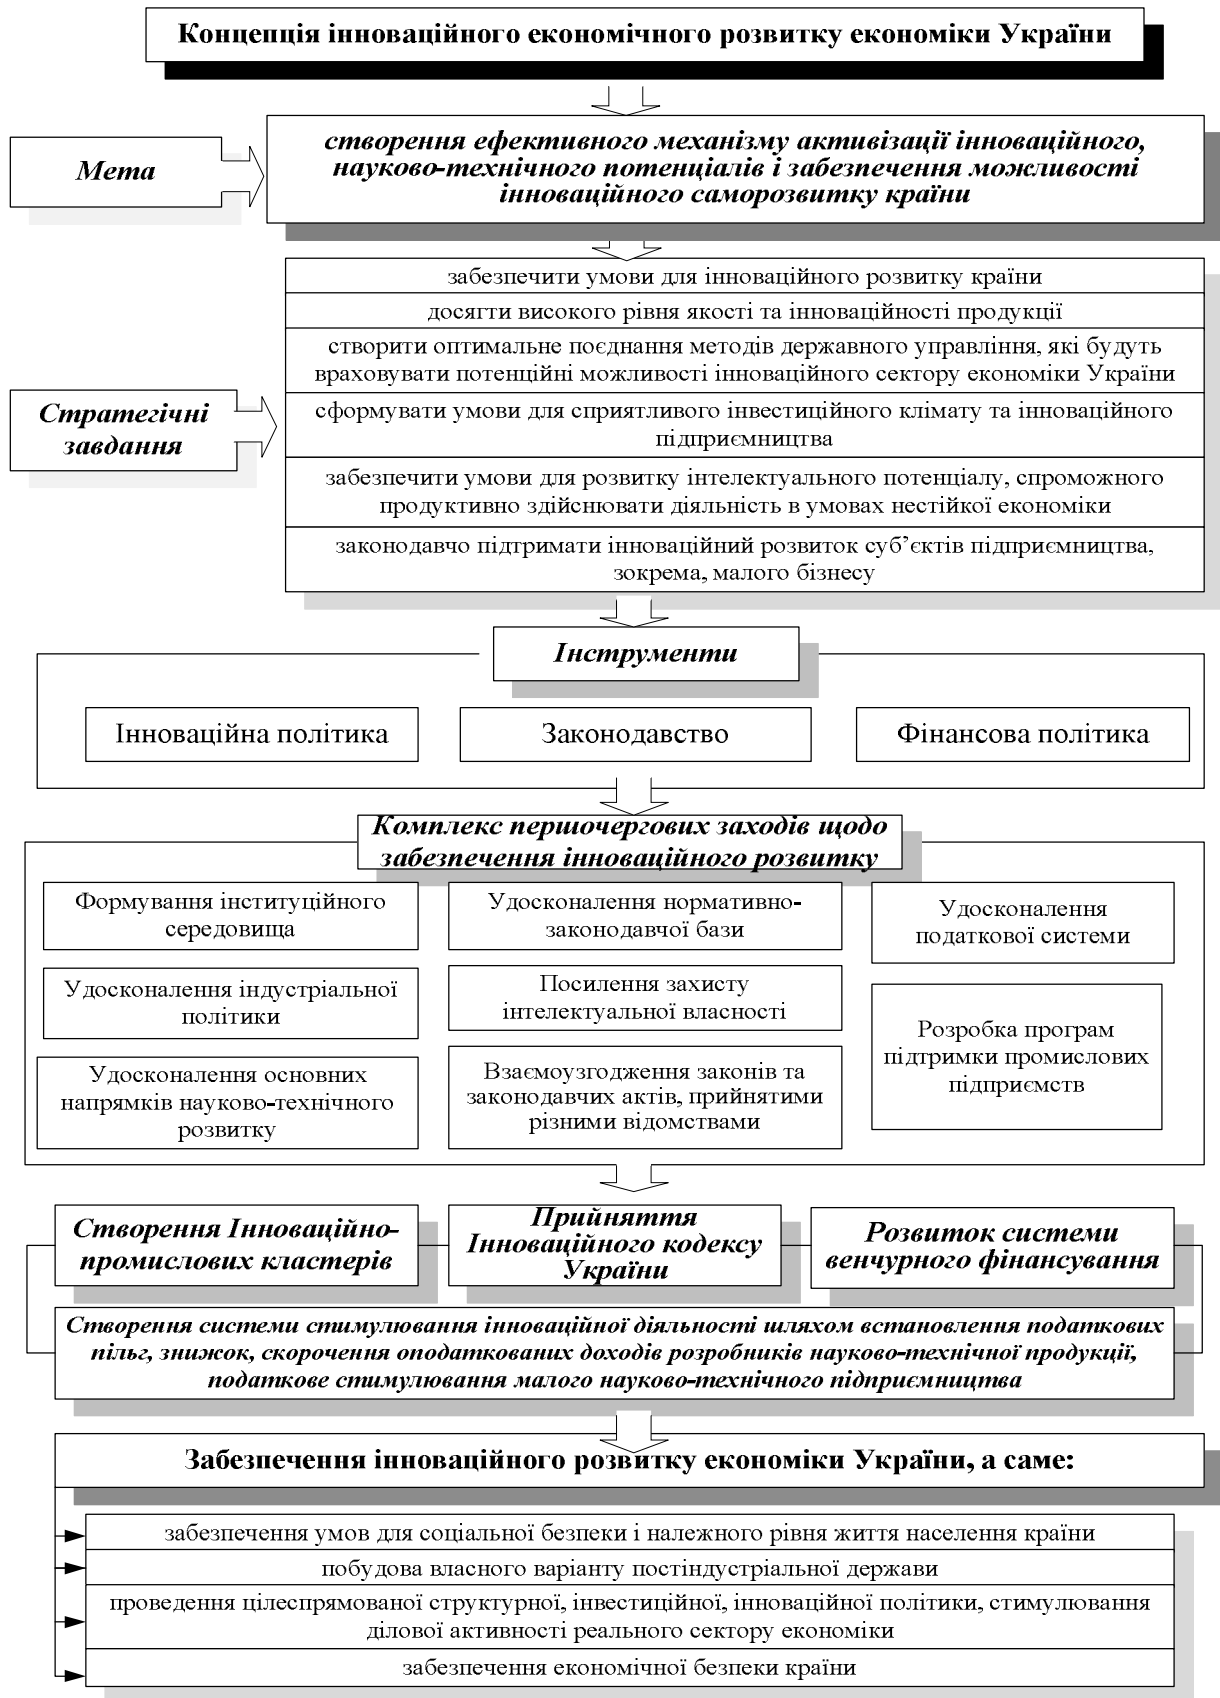 Концепція інноваційного економічного розвитку економіки України
створення ефективного механізму активізації інноваційного,
науково-технічного потенціалів і забезпечення можливості
інноваційного саморозвитку країни
Мета
забезпечити умови для інноваційного розвитку країни
досягти високого рівня якості та інноваційності продукції
створити оптимальне поєднання методів державного управління, які будуть
враховувати потенційні можливості інноваційного сектору економіки України
Стратегічні
завдання
сформувати умови для сприятливого інвестиційного клімату та інноваційного
підприємництва
забезпечити умови для розвитку інтелектуального потенціалу, спроможного
продуктивно здійснювати діяльність в умовах нестійкої економіки
законодавчо підтримати інноваційний розвиток суб’єктів підприємництва,
зокрема, малого бізнесу
Інструменти
Інноваційна політика
Законодавство
Фінансова політика
Комплекс першочергових заходів щодо
забезпечення інноваційного розвитку
Формування інституційного
середовища
Удосконалення нормативно-
законодавчої бази
Удосконалення
податкової системи
Удосконалення індустріальної
політики
Посилення захисту
інтелектуальної власності
Розробка програм
підтримки промислових
підприємств
Удосконалення основних
напрямків науково-технічного
розвитку
Взаємоузгодження законів та
законодавчих актів, прийнятими
різними відомствами
Створення Інноваційно-
промислових кластерів
Прийняття
Інноваційного кодексу
України
Розвиток системи
венчурного фінансування
Створення системи стимулювання інноваційної діяльності шляхом встановлення податкових
пільг, знижок, скорочення оподаткованих доходів розробників науково-технічної продукції,
податкове стимулювання малого науково-технічного підприємництва
Забезпечення інноваційного розвитку економіки України, а саме:
забезпечення умов для соціальної безпеки і належного рівня життя населення країни
побудова власного варіанту постіндустріальної держави
проведення цілеспрямованої структурної, інвестиційної, інноваційної політики, стимулювання
ділової активності реального сектору економіки
забезпечення економічної безпеки країни